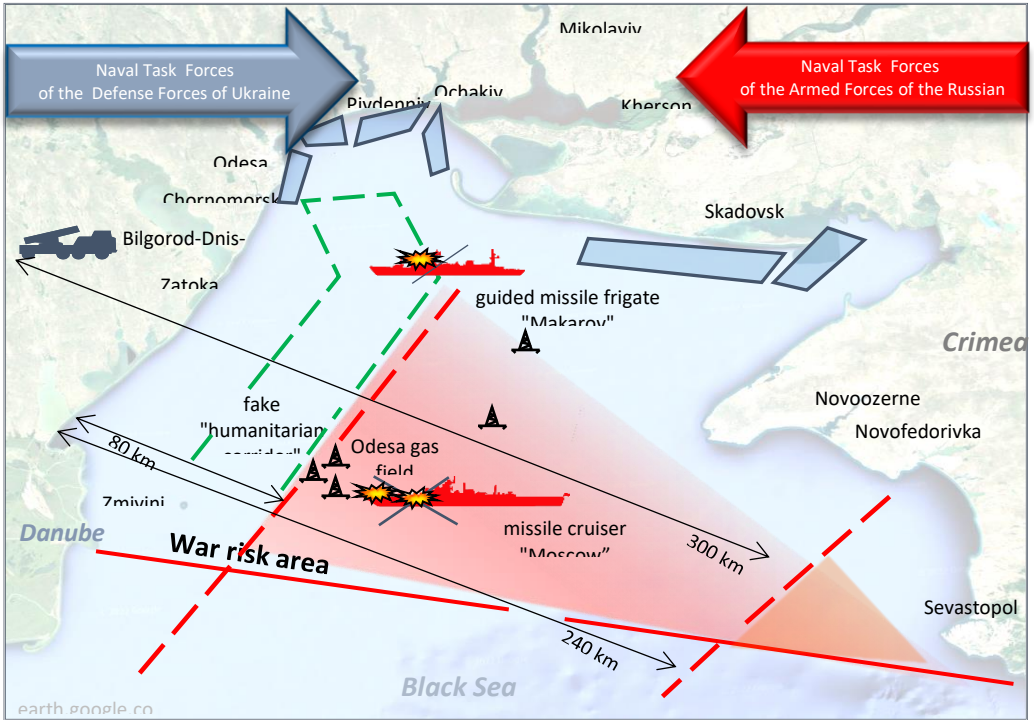 Mikolayiv
Naval Task Forces
of the Defense Forces of Ukraine
Naval Task Forces
of the Armed Forces of the Russian
Pivdenniy
Ochakiv
Kherson
Odesa
Chornomorsk
Skadovsk
Bilgorod-Dnis-
Zatoka
guided missile frigate
"Makarov"
Crimea
Novoozerne
Novofedorivka
fake
"humanitarian
corridor"
80 km
Odesa gas
field
Zmiyini
missile cruiser
"Moscow”
300 km
Danube
War risk area
Sevastopol
240 km
Black Sea
earth.google.co